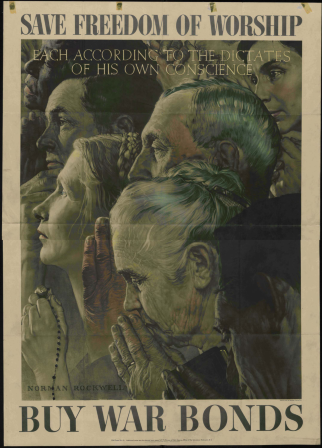 SAVE FREEDOM OF WORSHIP
EACH ACCORDING TO THE DICTATES
OF HIS OWN CONSCIENCE
NORMAN ROCKWELL
BUY WAR BONDS